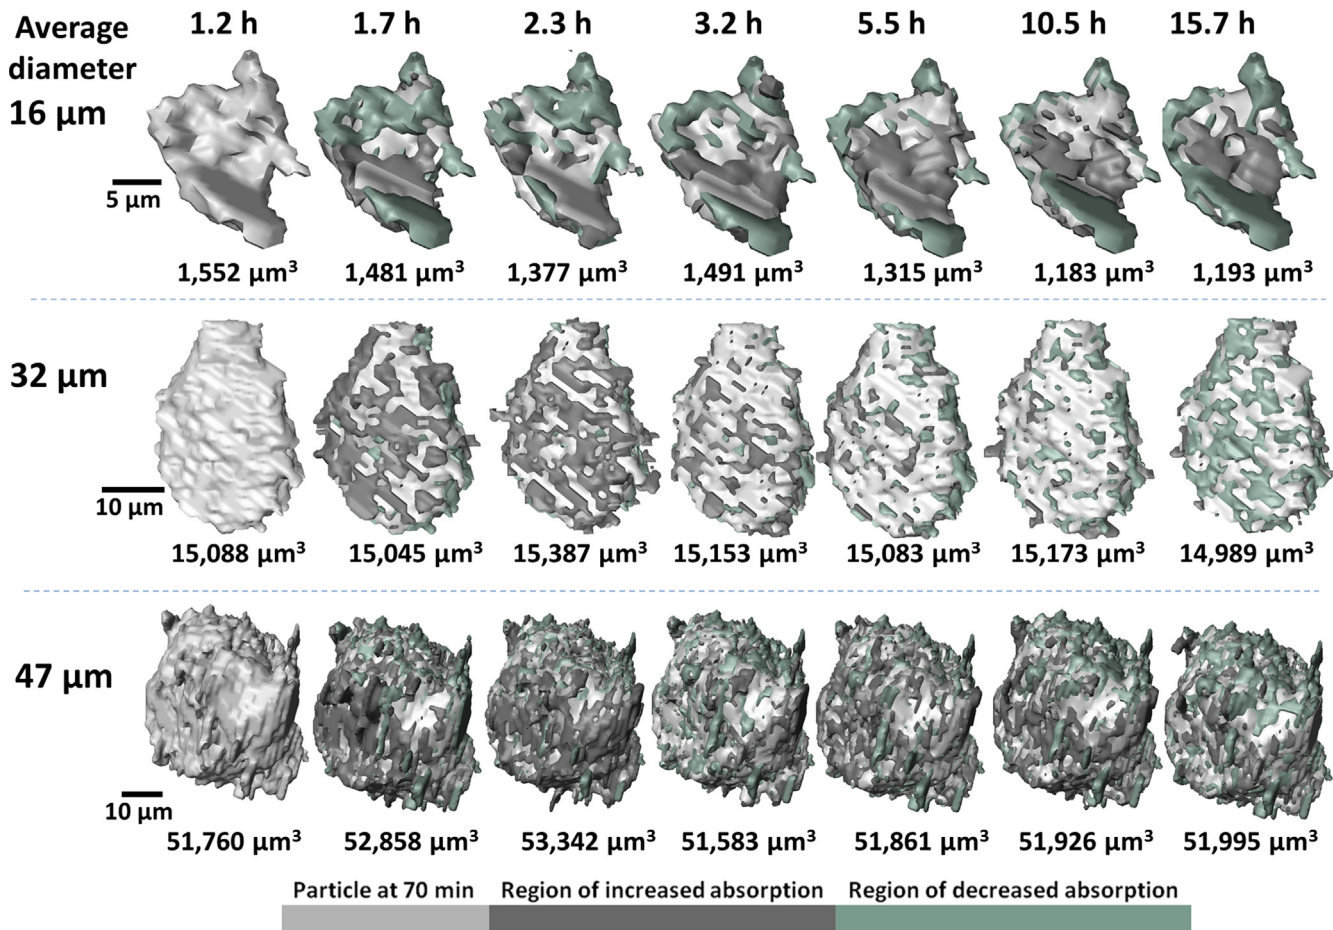 Average
diameter
1.2 h 1.7 h 2.3 h 3.2 h 5.5 h 10.5 h 15.7 h
16 µm
5 µm
1,552 µm³ 1,481 µm³ 1,377 µm³ 1,491 µm³ 1,315 µm³ 1,183 µm³ 1,193 µm³
32 µm
10 µm
15,088 µm³ 15,045 µm³ 15,387 µm³ 15,153 µm³ 15,083 µm³ 15,173 µm³ 14,989 µm³
47 µm
10 µm
51,760 µm³ 52,858 µm³ 53,342 µm³ 51,583 µm³ 51,861 µm³ 51,926 µm³ 51,995 µm³
Particle at 70 min Region of increased absorption Region of decreased absorption